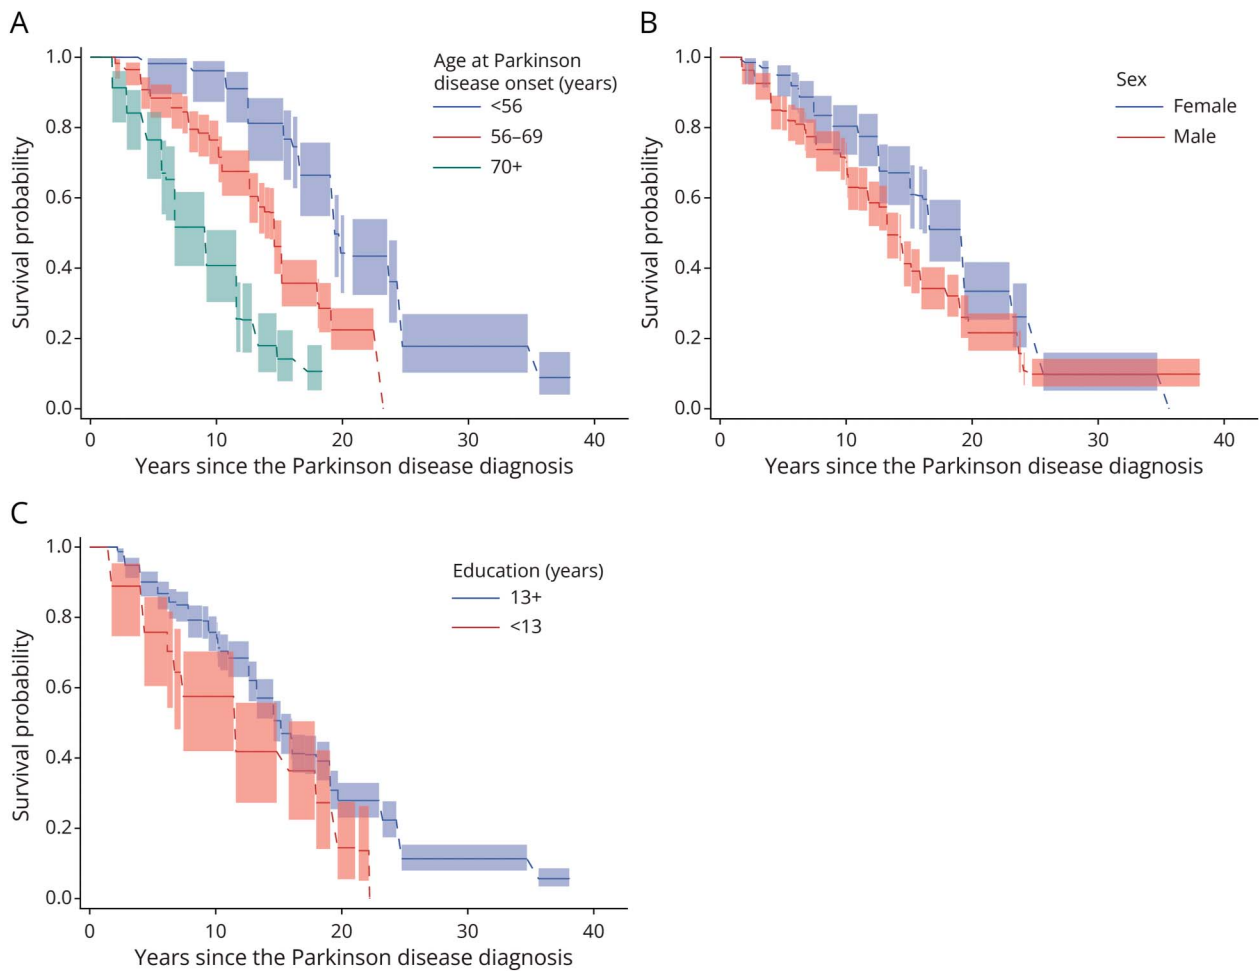 A
Survival probability
1.0
0.8
0.6
0.4
0.2
0.0
0
10
20
30
40
Years since the Parkinson disease diagnosis
Age at Parkinson
disease onset (years)
<56
56–69
70+
B
Survival probability
1.0
0.8
0.6
0.4
0.2
0.0
0
10
20
30
40
Years since the Parkinson disease diagnosis
Sex
Female
Male
C
Survival probability
1.0
0.8
0.6
0.4
0.2
0.0
0
10
20
30
40
Years since the Parkinson disease diagnosis
Education (years)
13+
<13